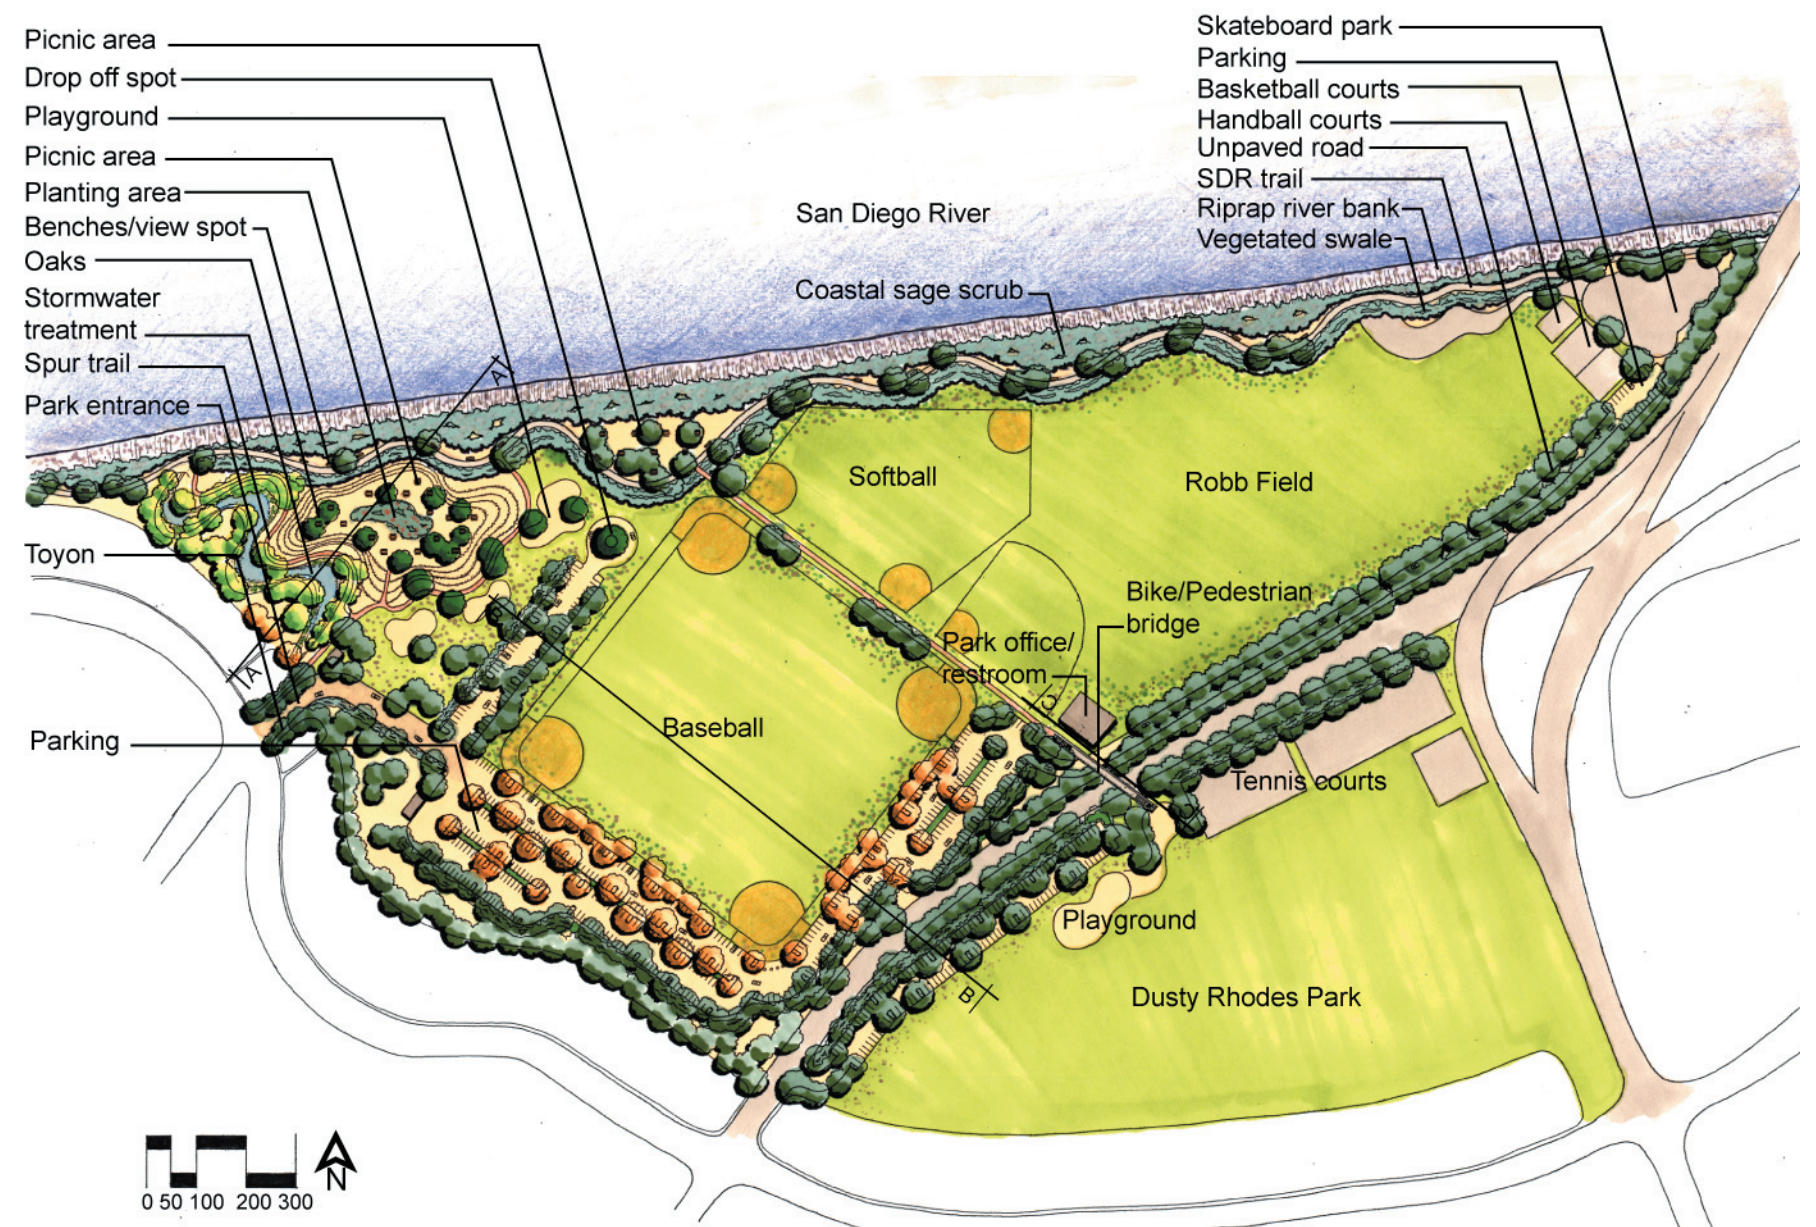 Picnic area
Drop off spot
Playground
Picnic area
Planting area
Benches/view spot
Oaks
Stormwater
treatment
Spur trail
Park entrance
Toyon
Parking
Skateboard park
Parking
Basketball courts
Handball courts
Unpaved road
SDR trail
Riprap river bank
Vegetated swale
San Diego River
Coastal sage scrub
A'
Softball
Robb Field
Bike/Pedestrian
bridge
Park office/
restroom
A
C
Baseball
Tennis courts
Playground
B
Dusty Rhodes Park
0 50 100 200 300
N